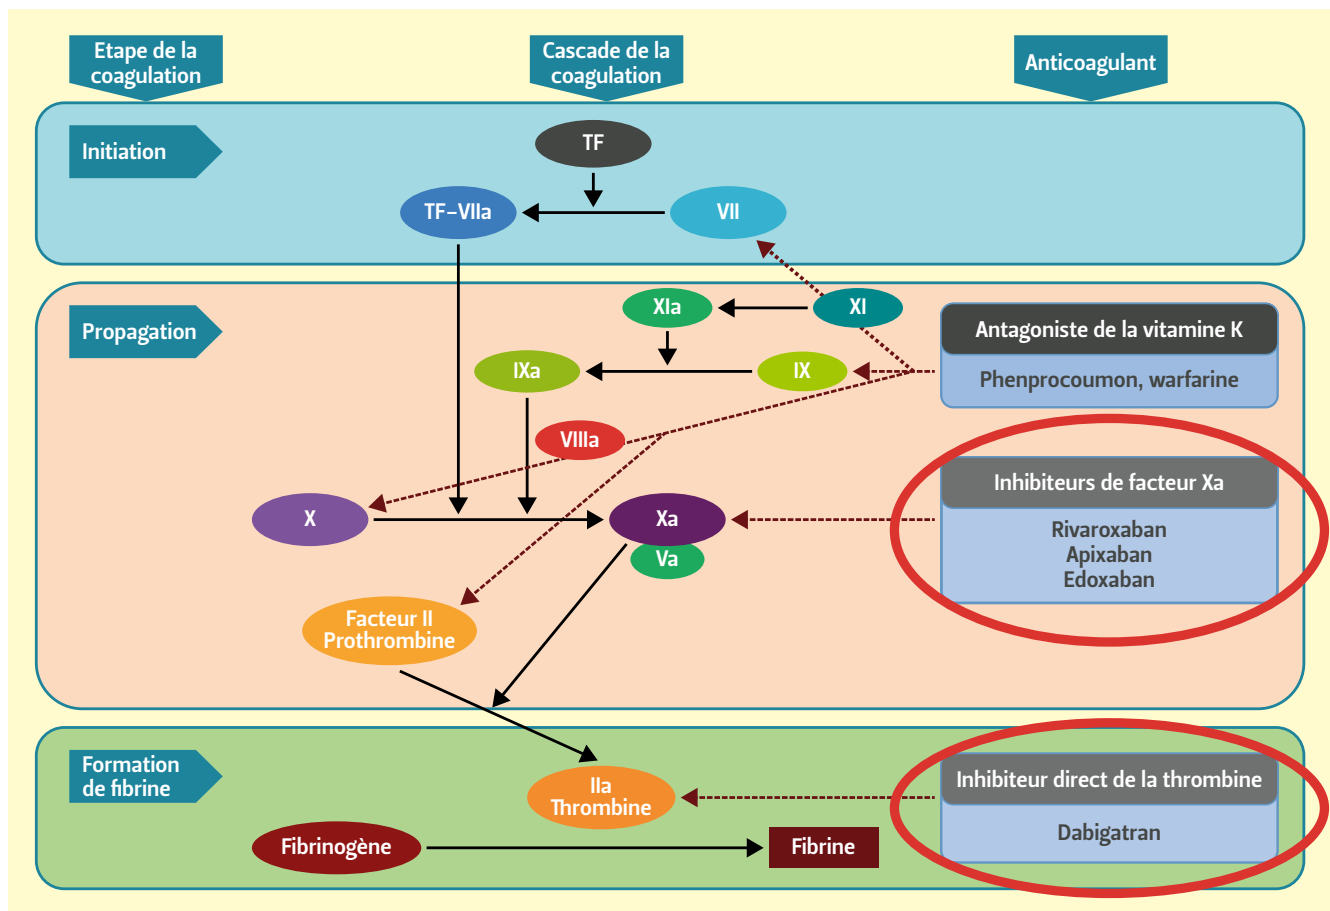 Etape de la
coagulation
Cascade de la
coagulation
Anticoagulant
Initiation
TF
TF–VIIa
VII
Propagation
XIa
XI
Antagoniste de la vitamine K
IXa
IX
Phenprocoumon, warfarine
VIIIa
Inhibiteurs de facteur Xa
X
Xa
Rivaroxaban
Apixaban
Edoxaban
Va
Facteur II
Prothrombine
Formation
de fibrine
IIa
Thrombine
Inhibiteur direct de la thrombine
Dabigatran
Fibrinogène
Fibrine